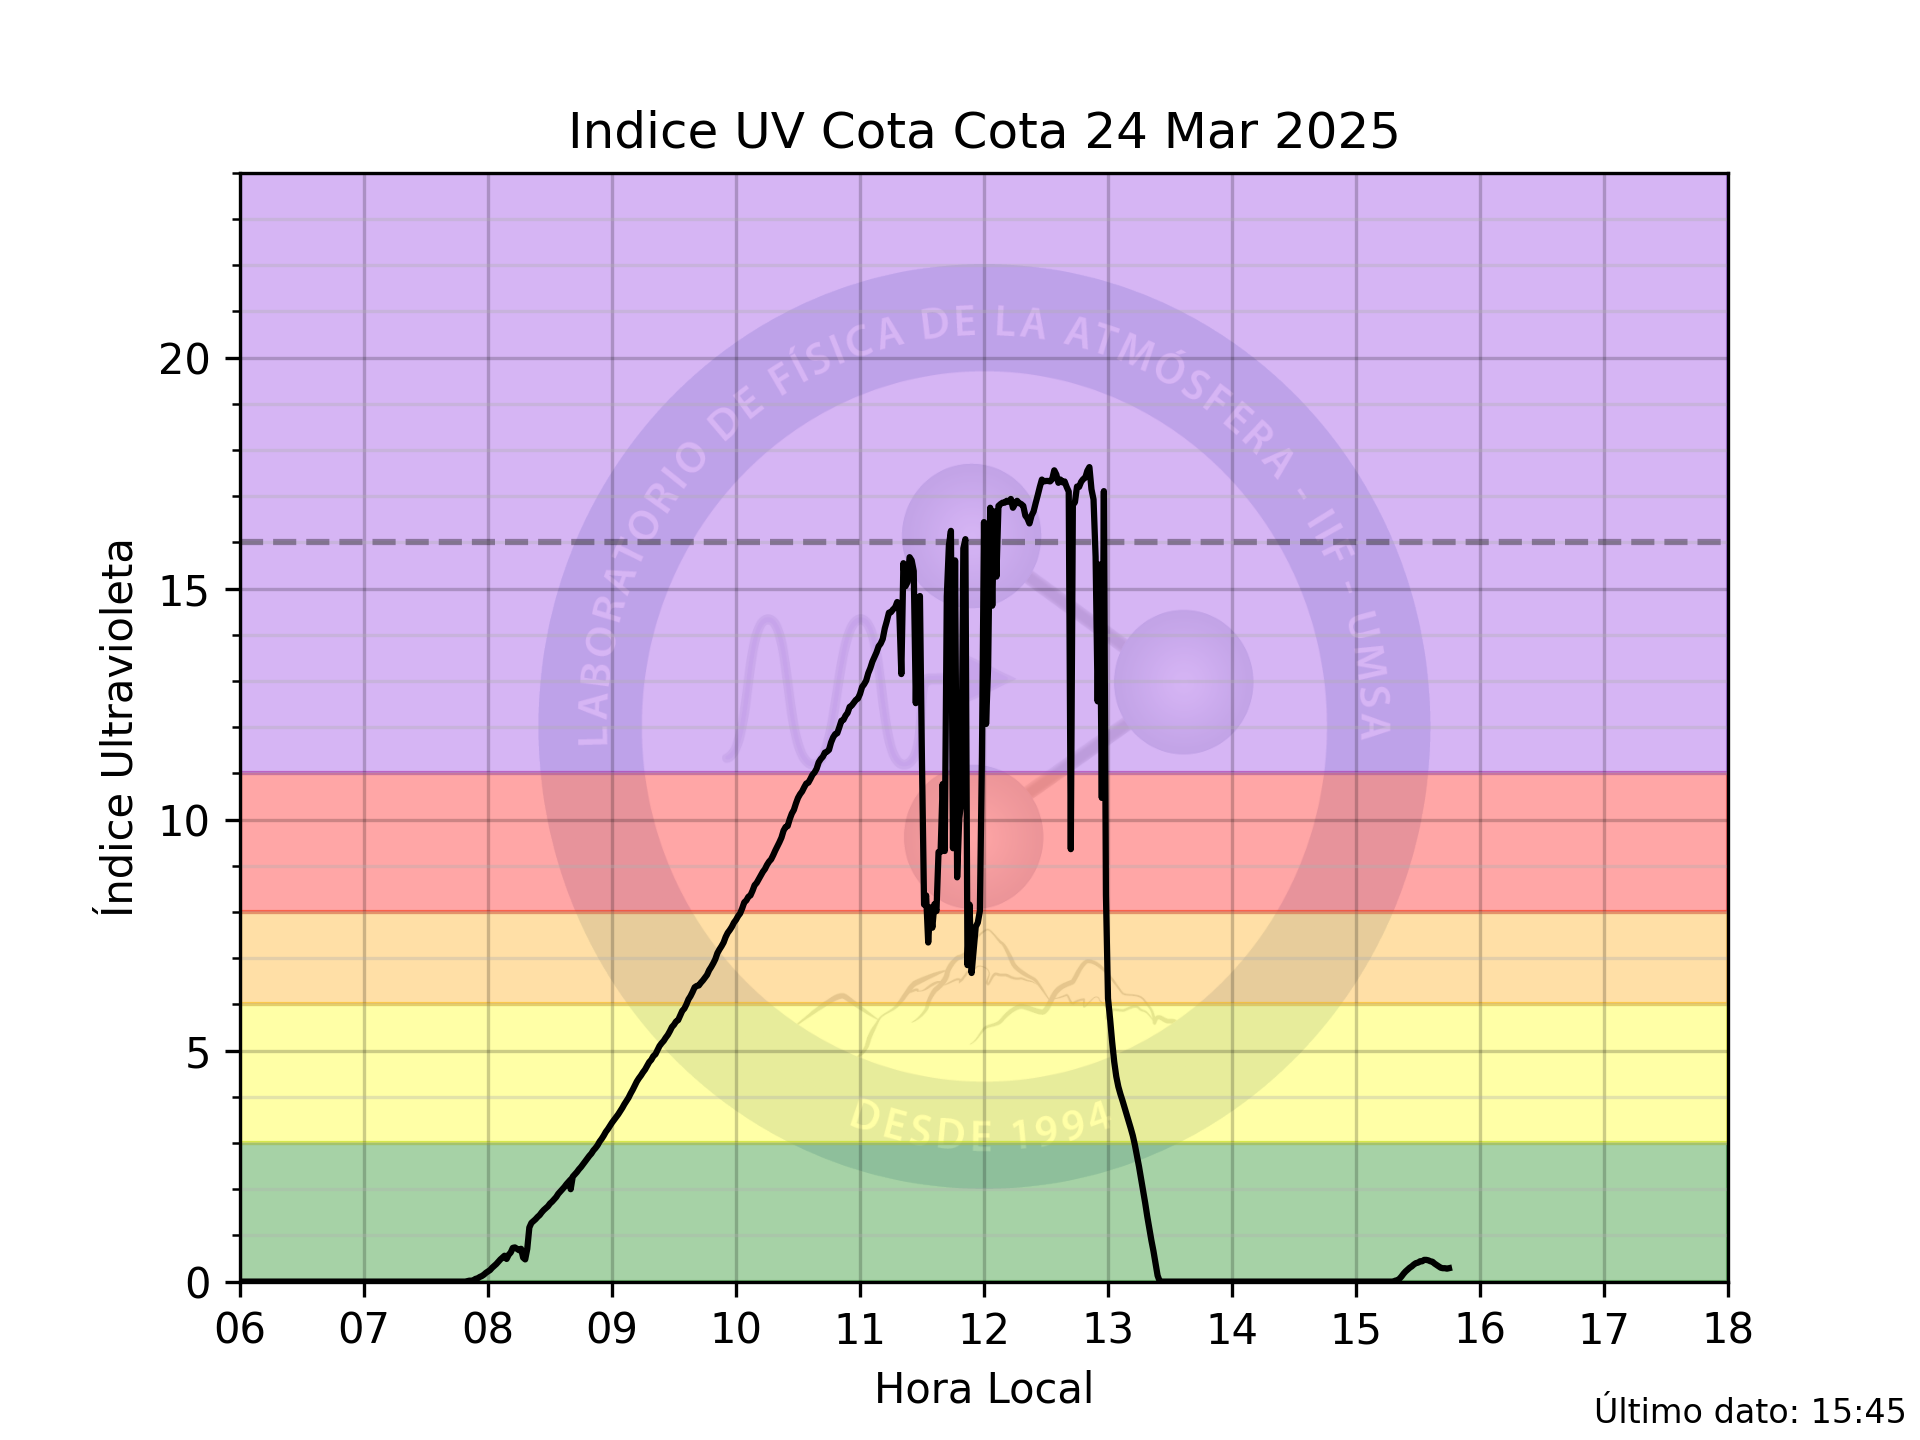 Indice UV Cota Cota 24 Mar 2025
Índice Ultravioleta
20
15
10
5
0
LABORATORIO DE FÍSICA DE LA ATMÓSFERA - IIF - UMSA
DESDE 1994
06 07 08 09 10 11 12 13 14 15 16 17 18
Hora Local
Último dato: 15:45